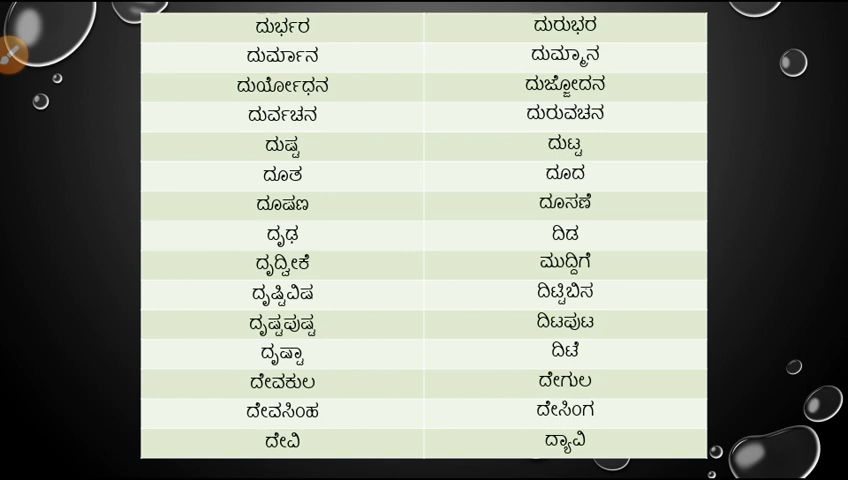 ದುರ್ಭರ ದುರುಭರ
ದುರ್ಮಾನ ದುಮ್ಮಾನ
ದುರ್ಯೋಧನ ದುಜ್ಜೋದನ
ದುರ್ವಚನ ದುರುವಚನ
ದುಷ್ಟ ದುಟ್ಟ
ದೂತ ದೂದ
ದೂಷಣ ದೂಸಣೆ
ದೃಢ ದಿಡ
ದೃದ್ವೀಕೆ ಮುದ್ದಿಗೆ
ದೃಷ್ಟಿವಿಷ ದಿಟ್ಟಿಬಿಸ
ದೃಷ್ಟಪುಷ್ಟ ದಿಟಪುಟ
ದೃಷ್ಟಾ ದಿಟೆ
ದೇವಕುಲ ದೇಗುಲ
ದೇವಸಿಂಹ ದೇಸಿಂಗ
ದೇವಿ ದ್ಯಾವಿ